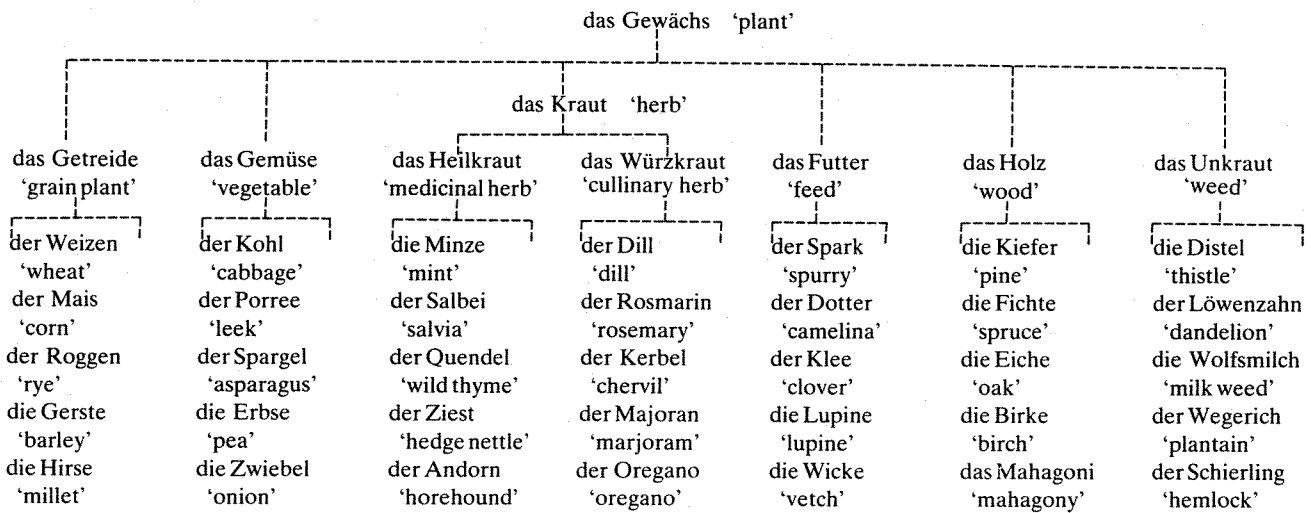 das Gewächs ‘plant’
das Kraut ‘herb’
das Getreide das Gemüse das Heilkraut das Würzkraut das Futter das Holz das Unkraut
‘grain plant’ ‘vegetable’ ‘medicinal herb’ ‘cullinary herb’ ‘feed’ ‘wood’ ‘weed’
der Weizen der Kohl die Minze der Dill der Spark die Kiefer die Distel
‘wheat’ ‘cabbage’ ‘mint’ ‘dill’ ‘spurry’ ‘pine’ ‘thistle’
der Mais der Porree der Salbei der Rosmarin der Dotter die Fichte der Löwenzahn
‘corn’ ‘leek’ ‘salvia’ ‘rosemary’ ‘camelina’ ‘spruce’ ‘dandelion’
der Roggen der Spargel der Quendel der Kerbel der Klee die Eiche die Wolfsmilch
‘rye’ ‘asparagus’ ‘wild thyme’ ‘chervil’ ‘clover’ ‘oak’ ‘milk weed’
die Gerste die Erbse der Ziest der Majoran die Lupine die Birke der Wegerich
‘barley’ ‘pea’ ‘hedge nettle’ ‘marjoram’ ‘lupine’ ‘birch’ ‘plantain’
die Hirse die Zwiebel der Andorn der Oregano die Wicke das Mahagoni der Schierling
‘millet’ ‘onion’ ‘horehound’ ‘oregano’ ‘vetch’ ‘mahagony’ ‘hemlock’